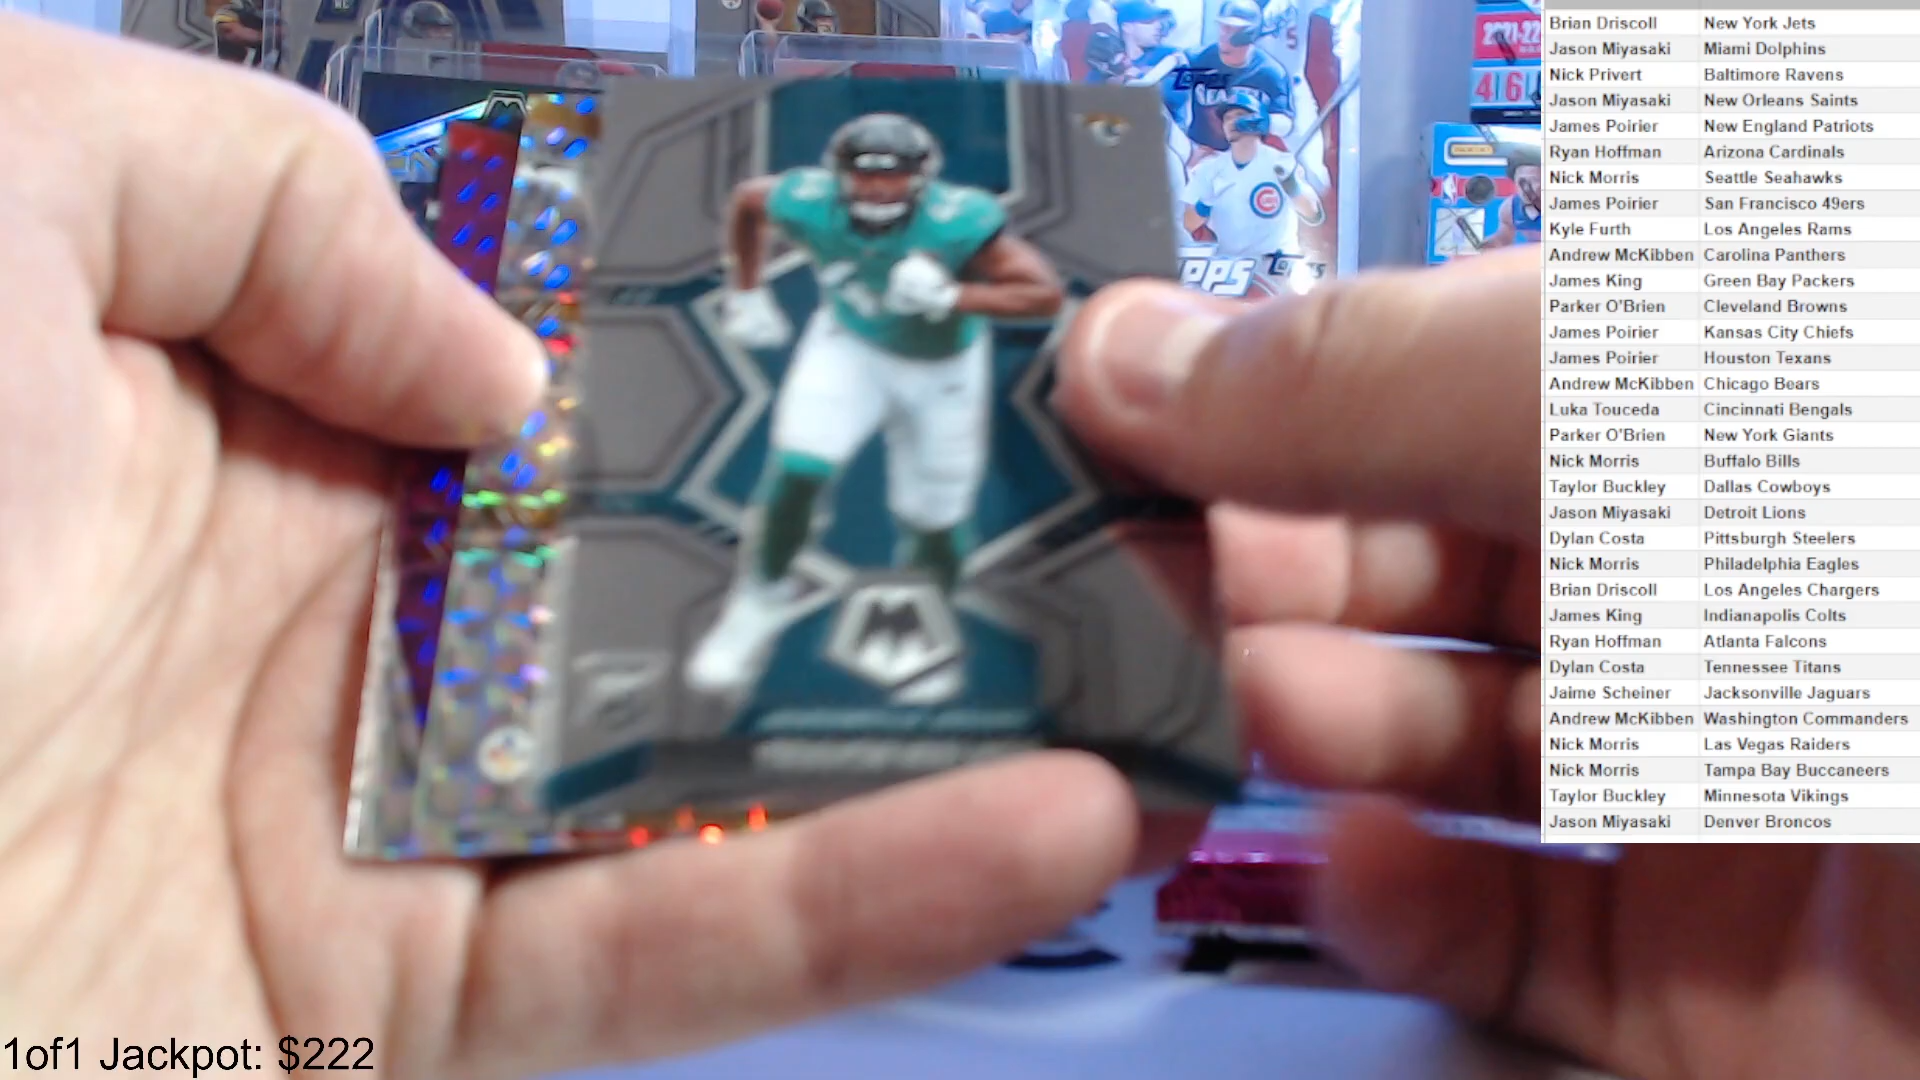 Brian Driscoll New York Jets
Jason Miyasaki Miami Dolphins
Nick Privert Baltimore Ravens
Jason Miyasaki New Orleans Saints
James Poirier New England Patriots
Ryan Hoffman Arizona Cardinals
Nick Morris Seattle Seahawks
James Poirier San Francisco 49ers
Kyle Furth Los Angeles Rams
Andrew McKibben Carolina Panthers
James King Green Bay Packers
Parker O'Brien Cleveland Browns
James Poirier Kansas City Chiefs
James Poirier Houston Texans
Andrew McKibben Chicago Bears
Luka Touceda Cincinnati Bengals
Parker O'Brien New York Giants
Nick Morris Buffalo Bills
Taylor Buckley Dallas Cowboys
Jason Miyasaki Detroit Lions
Dylan Costa Pittsburgh Steelers
Nick Morris Philadelphia Eagles
Brian Driscoll Los Angeles Chargers
James King Indianapolis Colts
Ryan Hoffman Atlanta Falcons
Dylan Costa Tennessee Titans
Jaime Scheiner Jacksonville Jaguars
Andrew McKibben Washington Commanders
Nick Morris Las Vegas Raiders
Nick Morris Tampa Bay Buccaneers
Taylor Buckley Minnesota Vikings
Jason Miyasaki Denver Broncos
Topps
Topps
2021-22
4 6
1of1 Jackpot: $222